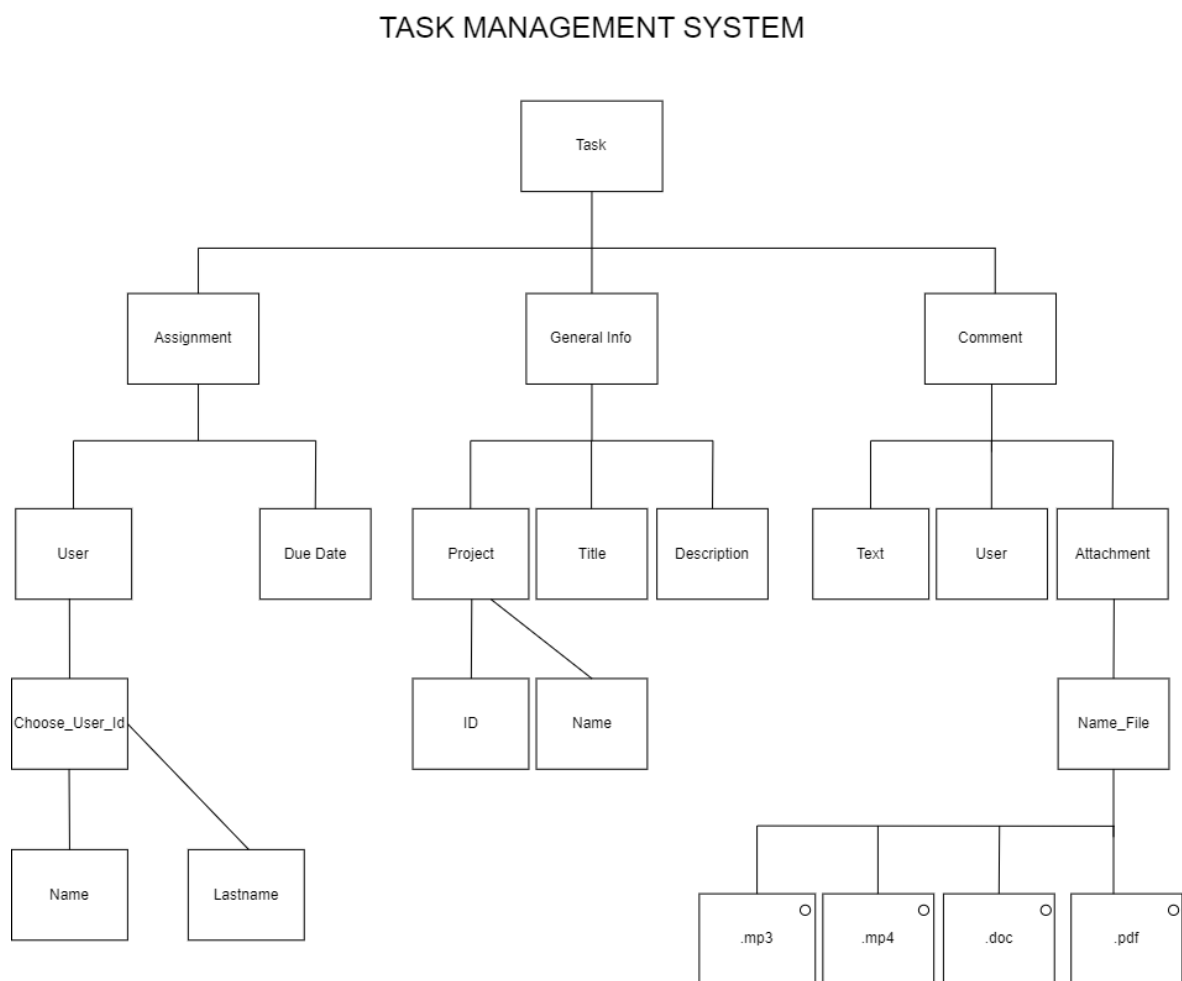 TASK MANAGEMENT SYSTEM
Task
Assignment
General Info
Comment
User
Due Date
Project
Title
Description
Text
User
Attachment
Choose_User_Id
ID
Name
Name_File
Name
Lastname
.mp3
.mp4
.doc
.pdf